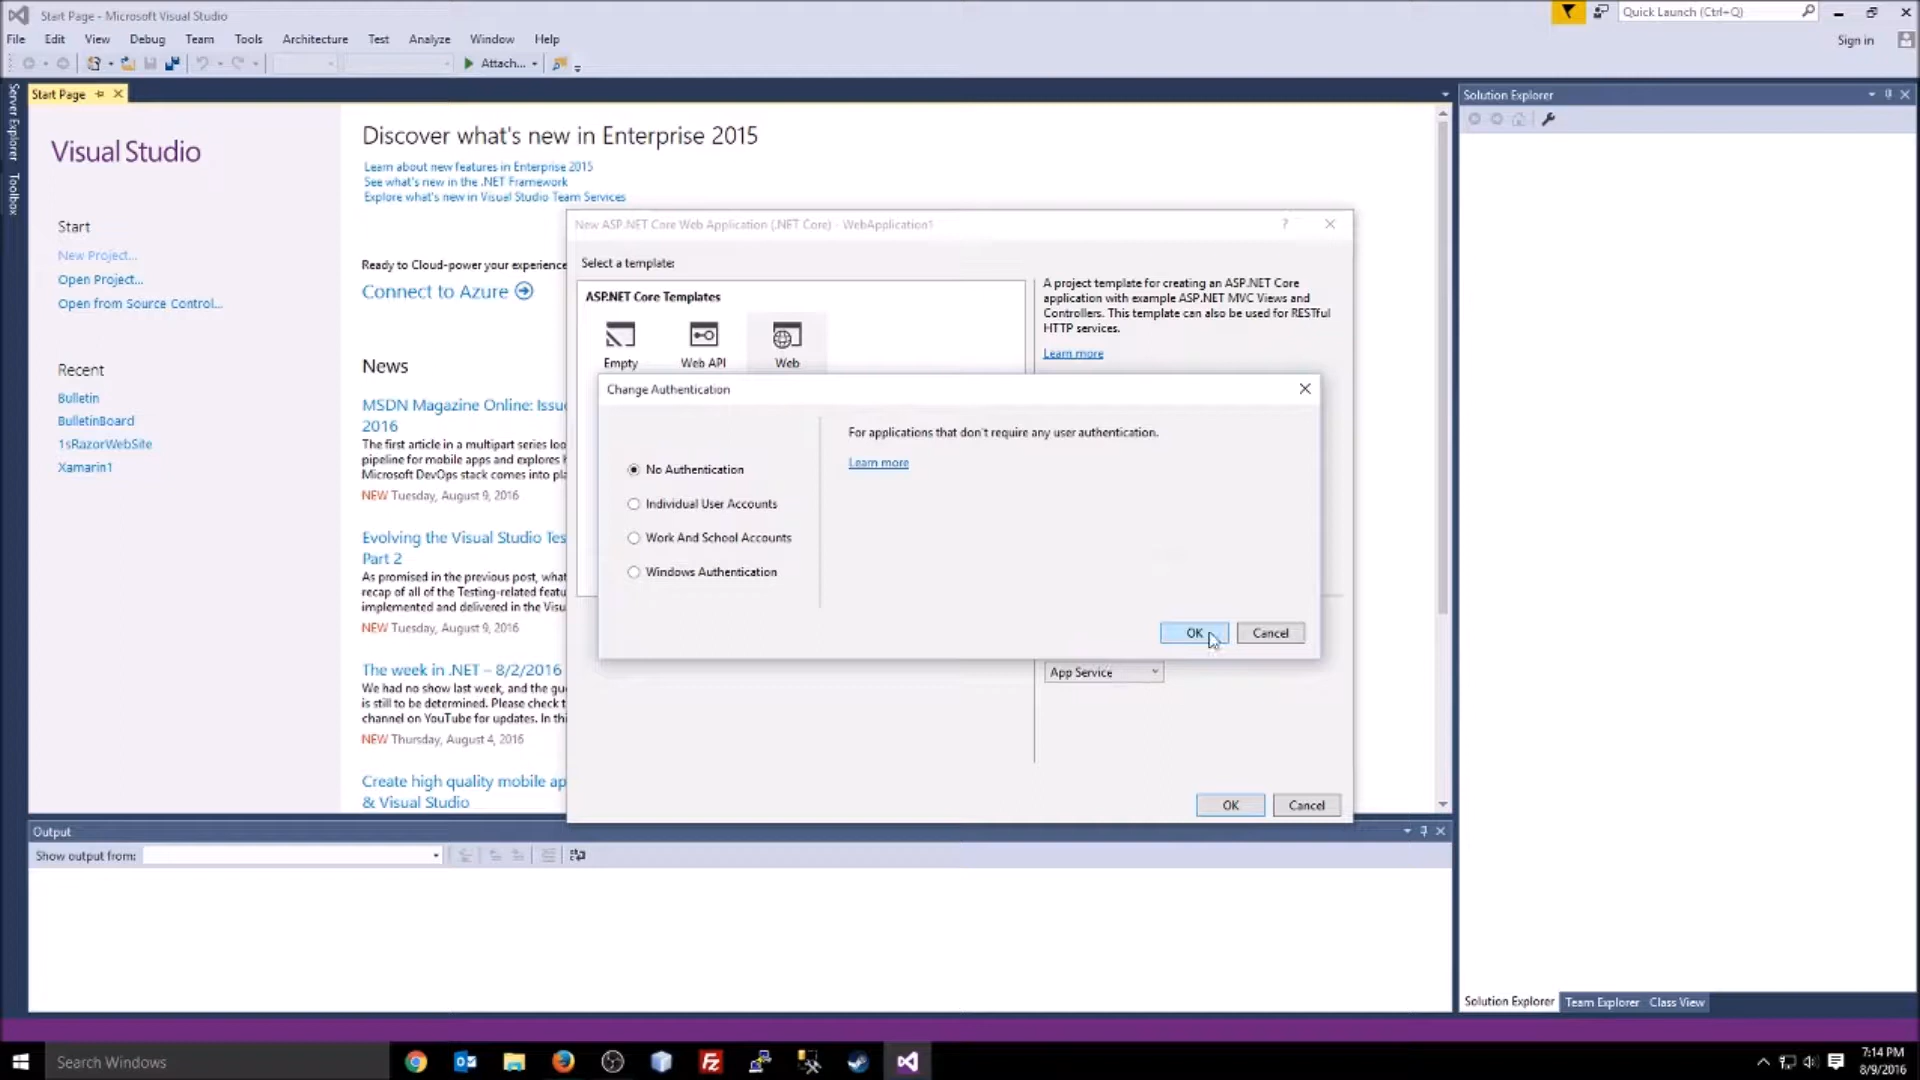 Start Page - Microsoft Visual Studio
Quick Launch (Ctrl+Q)
File Edit View Debug Team Tools Architecture Test Analyze Window Help
Sign in
Attach...
Server Explorer
Toolbox
Start Page
Solution Explorer
Visual Studio
Discover what's new in Enterprise 2015
Learn about new features in Enterprise 2015
See what's new in the .NET Framework
Explore what's new in Visual Studio Team Services
Start
New Project...
Open Project...
Open from Source Control...
Ready to Cloud-power your experience
Connect to Azure
Recent
Bulletin
BulletinBoard
1sRazorWebSite
Xamarin1
News
MSDN Magazine Online: Issu
2016
The first article in a multipart series loo
pipeline for mobile apps and explores
Microsoft DevOps stack comes into pla
NEW Tuesday, August 9, 2016
Evolving the Visual Studio Tes
Part 2
As promised in the previous post, what
recap of all of the Testing-related featu
implemented and delivered in the Visu
NEW Tuesday, August 9, 2016
The week in .NET – 8/2/2016
We had no show last week, and the gu
is still to be determined. Please check t
channel on YouTube for updates. In thi
NEW Thursday, August 4, 2016
Create high quality mobile ap
& Visual Studio
New ASP.NET Core Web Application (.NET Core) - WebApplication1
?
Select a template:
ASP.NET Core Templates
Empty
Web API
Web
A project template for creating an ASP.NET Core
application with example ASP.NET MVC Views and
Controllers. This template can also be used for RESTful
HTTP services.
Learn more
Change Authentication
No Authentication
Individual User Accounts
Work And School Accounts
Windows Authentication
For applications that don't require any user authentication.
Learn more
OK
Cancel
App Service
OK
Cancel
Output
Show output from:
Solution Explorer
Team Explorer
Class View
Search Windows
7:14 PM
8/9/2016